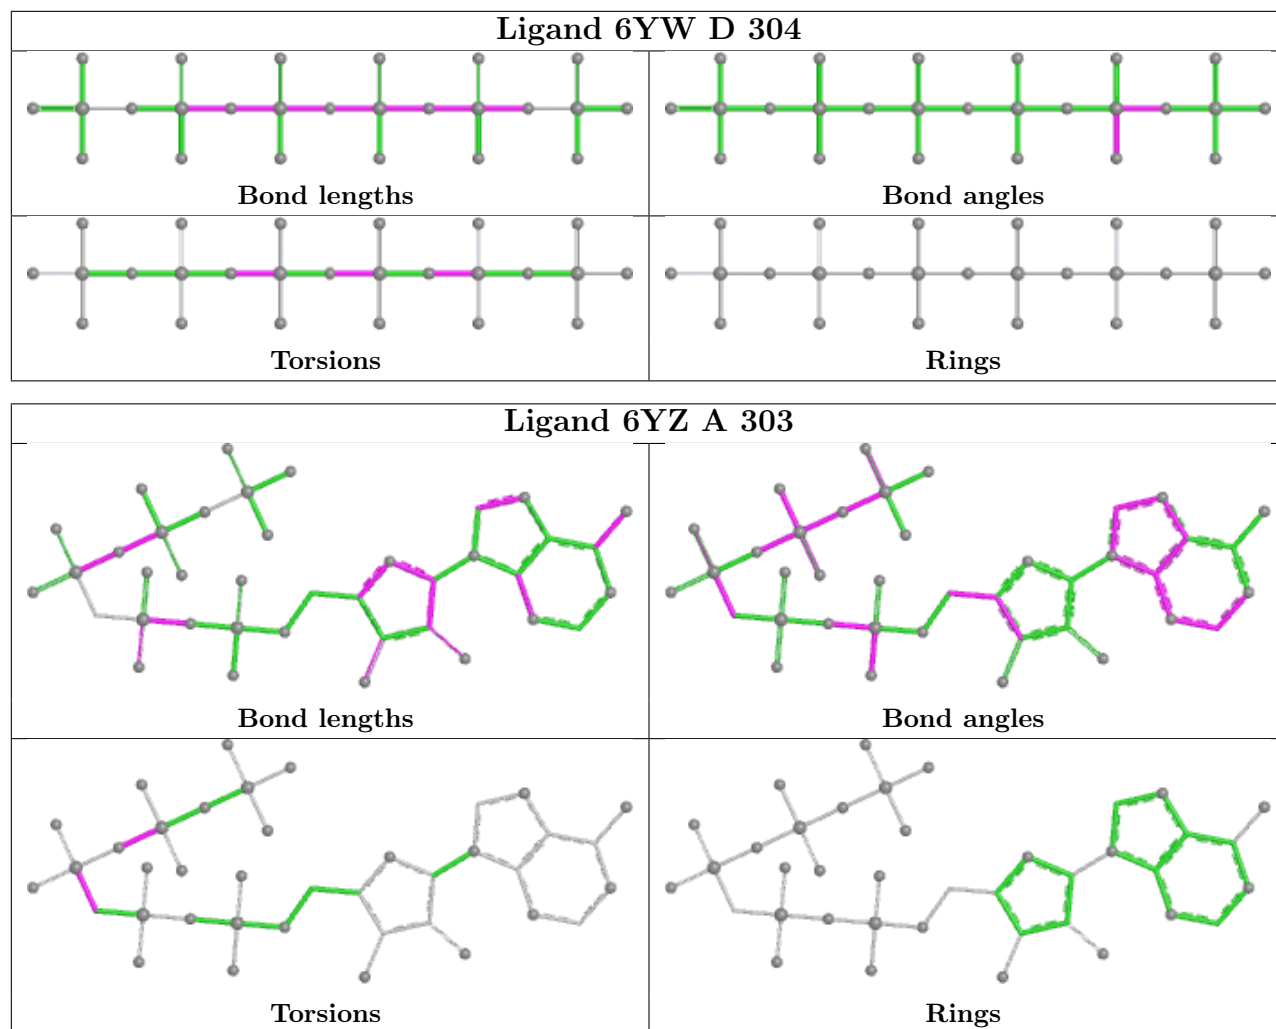 Ligand 6YW D 304
Bond lengths
Bond angles
Torsions
Rings
Ligand 6YZ A 303
Bond lengths
Bond angles
Torsions
Rings